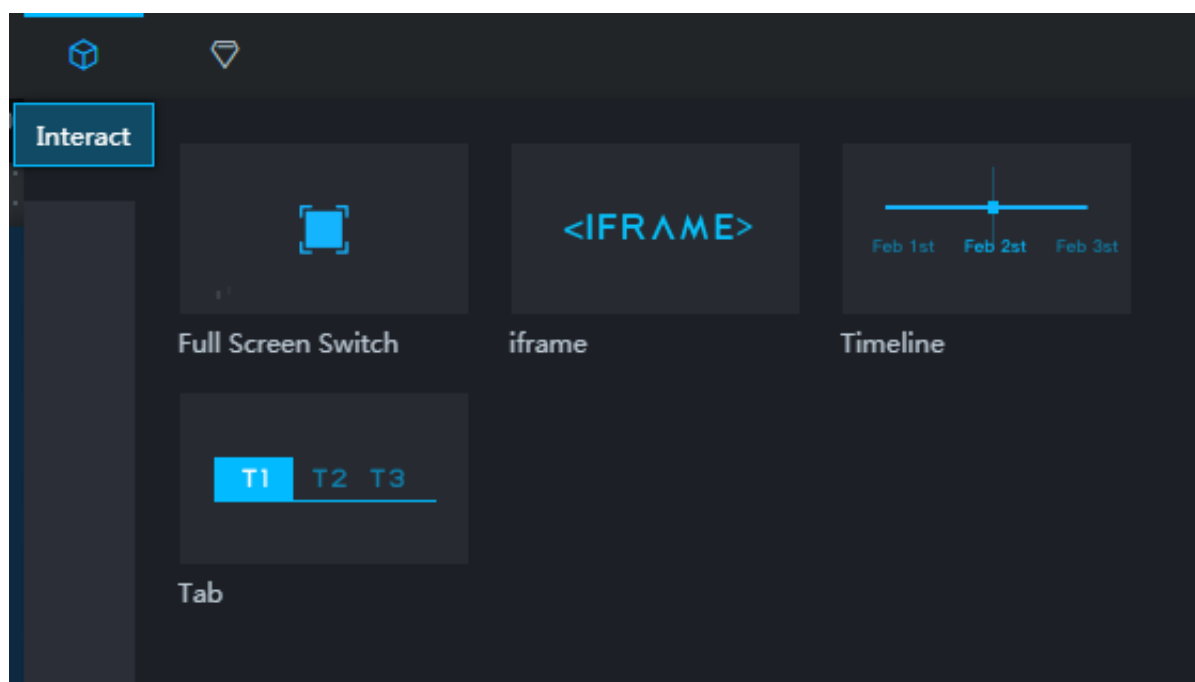 Interact
<IFRAME>
Feb 1st Feb 2st Feb 3st
Full Screen Switch iframe Timeline
T1 T2 T3
Tab